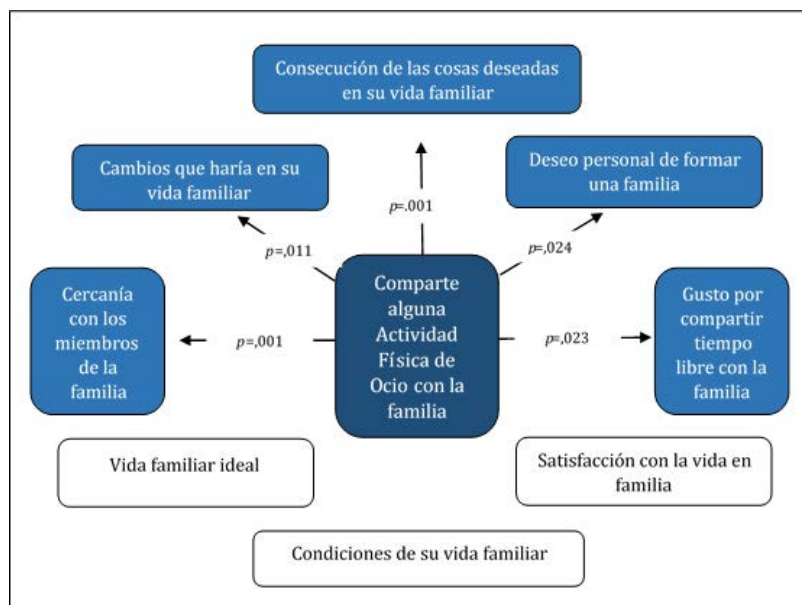 Consecución de las cosas deseadas
en su vida familiar
Cambios que haría en su
vida familiar
Deseo personal de formar
una familia
p=.001
p=,011
p=,024
Cercanía
con los
miembros
de la
familia
p=,001
Comparte
alguna
Actividad
Física de
Ocio con la
familia
p=,023
Gusto por
compartir
tiempo
libre con la
familia
Vida familiar ideal
Satisfacción con la vida en
familia
Condiciones de su vida familiar